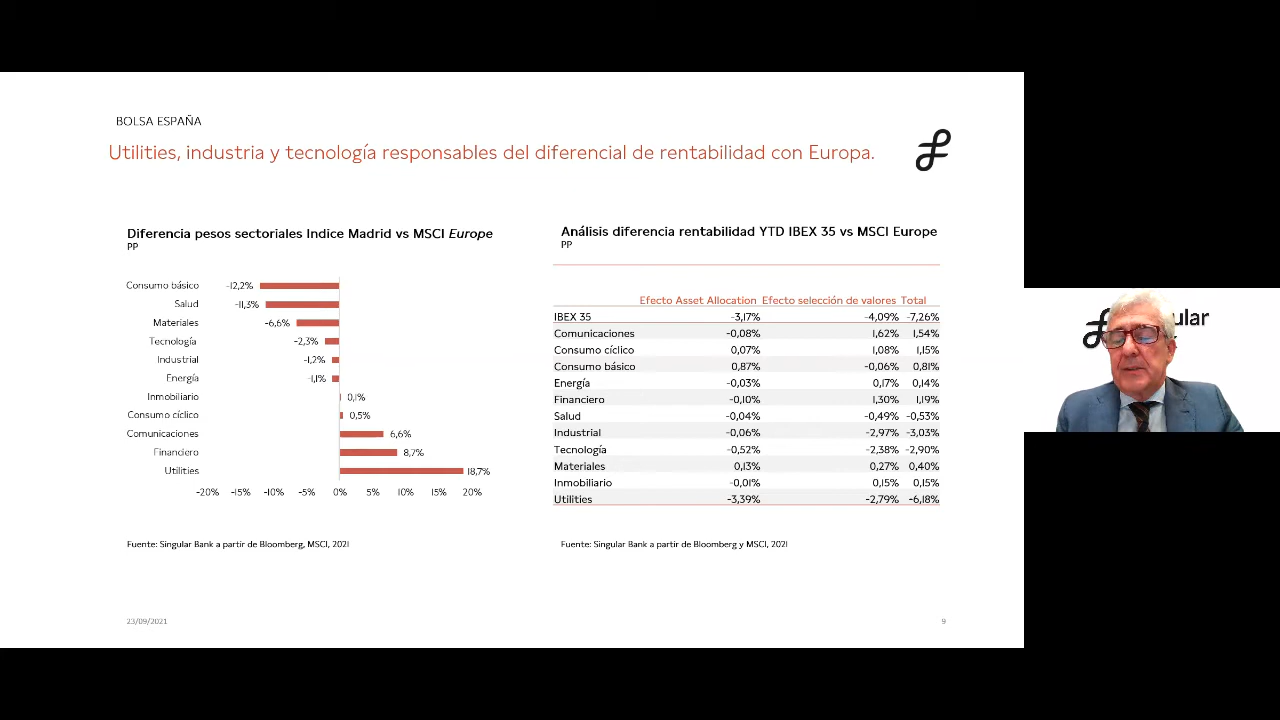 BOLSA ESPAÑA
Utilities, industria y tecnología responsables del diferencial de rentabilidad con Europa.
Diferencia pesos sectoriales Indice Madrid vs MSCI Europe
PP
Consumo básico -12,2%
Salud -11,3%
Materiales -6,6%
Tecnología -2,3%
Industrial -1,2%
Energía -1,1%
Inmobiliario 0,1%
Consumo cíclico 0,5%
Comunicaciones 6,6%
Financiero 8,7%
Utilities 18,7%
-20% -15% -10% -5% 0% 5% 10% 15% 20%
Fuente: Singular Bank a partir de Bloomberg, MSCI, 2021
Análisis diferencia rentabilidad YTD IBEX 35 vs MSCI Europe
PP
Efecto Asset Allocation Efecto selección de valores Total
IBEX 35 -3,17% -4,09% -7,26%
Comunicaciones -0,08% 1,62% 1,54%
Consumo cíclico 0,07% 1,08% 1,15%
Consumo básico 0,87% -0,06% 0,81%
Energía -0,03% 0,17% 0,14%
Financiero -0,10% 1,30% 1,19%
Salud -0,04% -0,49% -0,53%
Industrial -0,06% -2,97% -3,03%
Tecnología -0,52% -2,38% -2,90%
Materiales 0,13% 0,27% 0,40%
Inmobiliario -0,01% 0,15% 0,15%
Utilities -3,39% -2,79% -6,18%
Fuente: Singular Bank a partir de Bloomberg y MSCI, 2021
23/09/2021
9